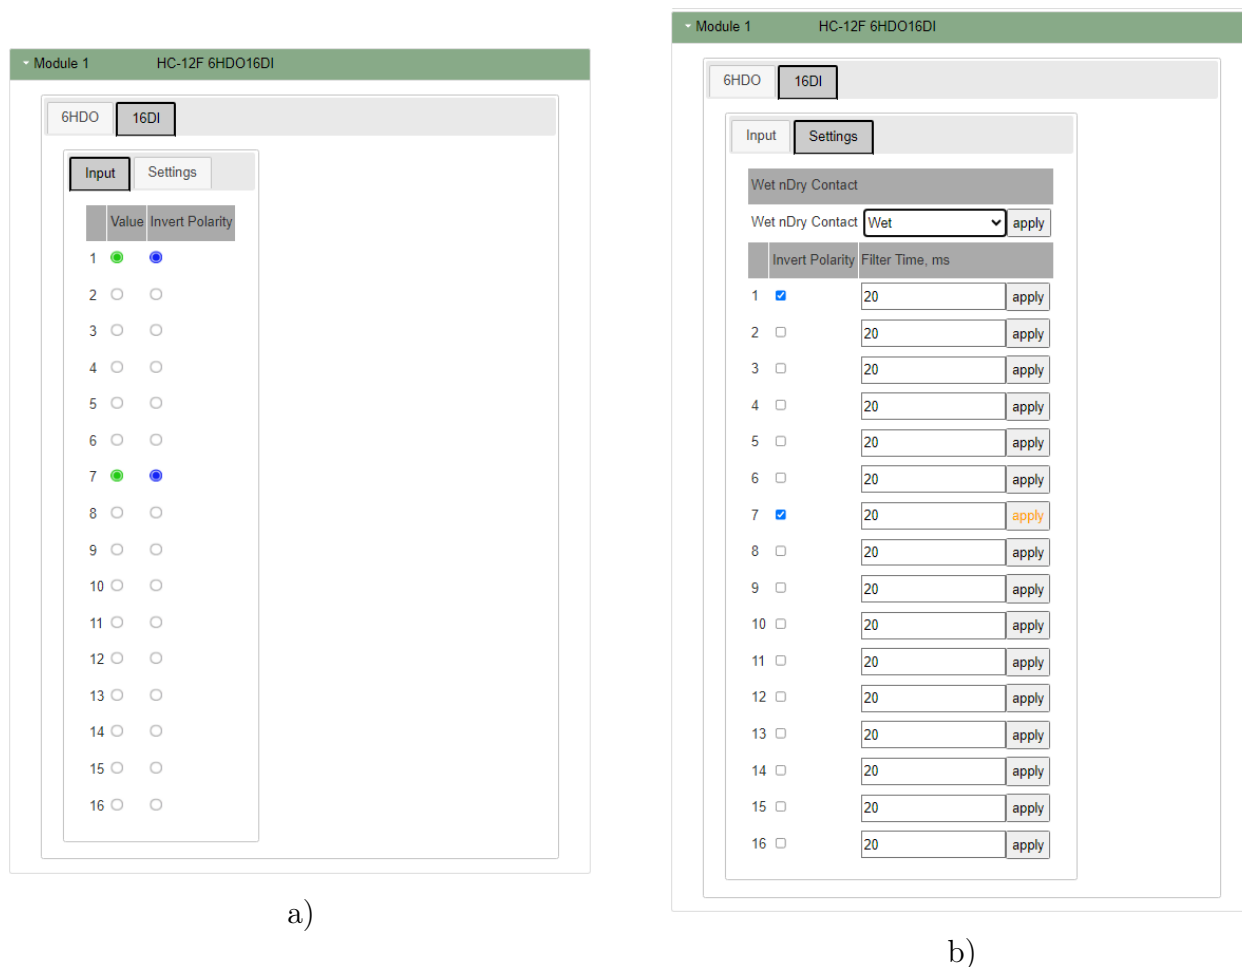 Module 1 HC-12F 6HDO16DI
6HDO 16DI
Input Settings
Value Invert Polarity
1
2
3
4
5
6
7
8
9
10
11
12
13
14
15
16
a)
Module 1 HC-12F 6HDO16DI
6HDO 16DI
Input Settings
Wet nDry Contact
Wet nDry Contact Wet apply
Invert Polarity Filter Time, ms
1 20 apply
2 20 apply
3 20 apply
4 20 apply
5 20 apply
6 20 apply
7 20 apply
8 20 apply
9 20 apply
10 20 apply
11 20 apply
12 20 apply
13 20 apply
14 20 apply
15 20 apply
16 20 apply
b)